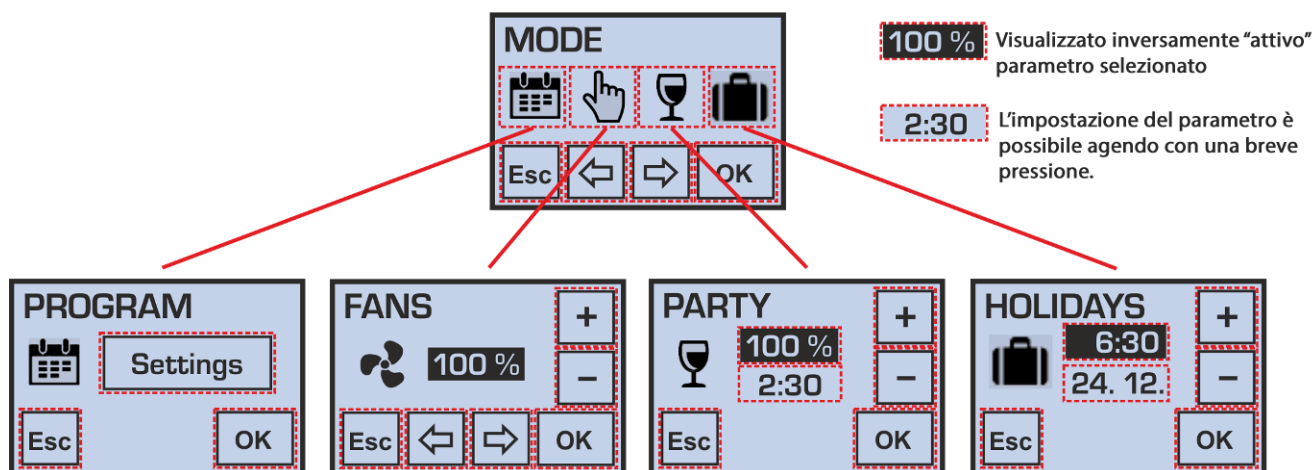 MODE
Esc
OK
100 %
Visualizzato inversamente “attivo”
parametro selezionato
2:30
L’impostazione del parametro è
possibile agendo con una breve
pressione.
PROGRAM
Settings
Esc
OK
FANS
100 %
+
−
Esc
OK
PARTY
100 %
2:30
+
−
Esc
OK
HOLIDAYS
6:30
24. 12.
+
−
Esc
OK